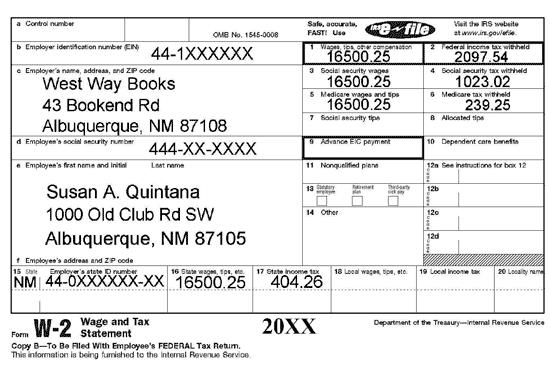 a Control number
OMB No. 1545-0008
Safe, accurate,
FAST! Use
IRS e~file
Visit the IRS website
at www.irs.gov/efile.
b Employer identification number (EIN)
44-1XXXXXX
1 Wages, tips, other compensation
16500.25
2 Federal income tax withheld
2097.54
c Employer's name, address, and ZIP code
West Way Books
43 Bookend Rd
Albuquerque, NM 87108
3 Social security wages
16500.25
4 Social security tax withheld
1023.02
5 Medicare wages and tips
16500.25
6 Medicare tax withheld
239.25
7 Social security tips
8 Allocated tips
d Employee's social security number
444-XX-XXXX
9 Advance EIC payment
10 Dependent care benefits
e Employee's first name and initial Last name
Susan A. Quintana
1000 Old Club Rd SW
Albuquerque, NM 87105
f Employee's address and ZIP code
11 Nonqualified plans
12a See instructions for box 12
Code
13 Statutory employee
Retirement plan
Third-party sick pay
12b
Code
14 Other
12c
Code
12d
Code
15 State Employer's state ID number
NM 44-0XXXXXX-XX
16 State wages, tips, etc.
16500.25
17 State income tax
404.26
18 Local wages, tips, etc.
19 Local income tax
20 Locality name
Form W-2 Wage and Tax
Statement
20XX
Department of the Treasury—Internal Revenue Service
Copy B—To Be Filed With Employee's FEDERAL Tax Return.
This information is being furnished to the Internal Revenue Service.